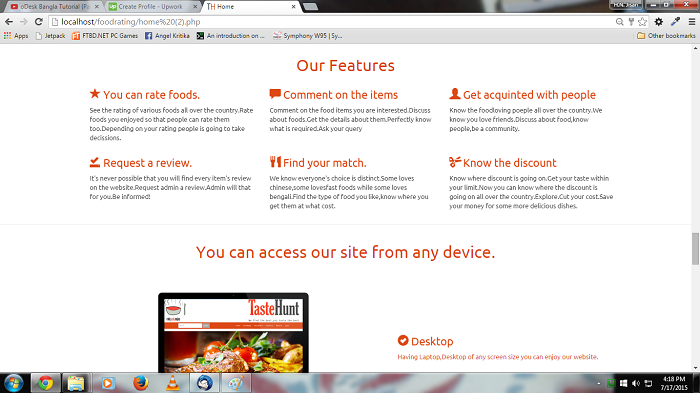 oDesk Bangla Tutorial (Pa
Create Profile - Upwork
TH Home
H.N. Jisan
localhost/foodrating/home%20(2).php
Apps
Jetpack
FTBD.NET PC Games
Angel Kritika
An introduction on ...
Symphony W95 | Sy...
Other bookmarks
Our Features
You can rate foods.
Comment on the items
Get acquinted with people
See the rating of various foods all over the country.Rate
foods you enjoyed so that people can rate them
too.Depending on your rating people is going to take
decissions.
Comment on the food items you are interested.Discuss
about foods.Get the details about them.Perfectly know
what is required.Ask your query
Know the foodloving poeple all over the country.We
know you love friends.Discuss about food,know
people,be a community.
Request a review.
Find your match.
Know the discount
It's never possible that you will find every item's review
on the website.Request admin a review.Admin will that
for you.Be informed!
We know everyone's choice is distinct.Some loves
chinese,some lovesfast foods while some loves
bengali.Find the type of food you like,know where you
get them at what cost.
Know where discount is going on.Get your taste within
your limit.Now you can know where the discount is
going on all over the country.Explore.Cut your cost.Save
your money for some more delicious dishes.
You can access our site from any device.
TasteHunt
Desktop
Having Laptop,Desktop of any screen size you can enjoy our website.
4:18 PM
7/17/2015